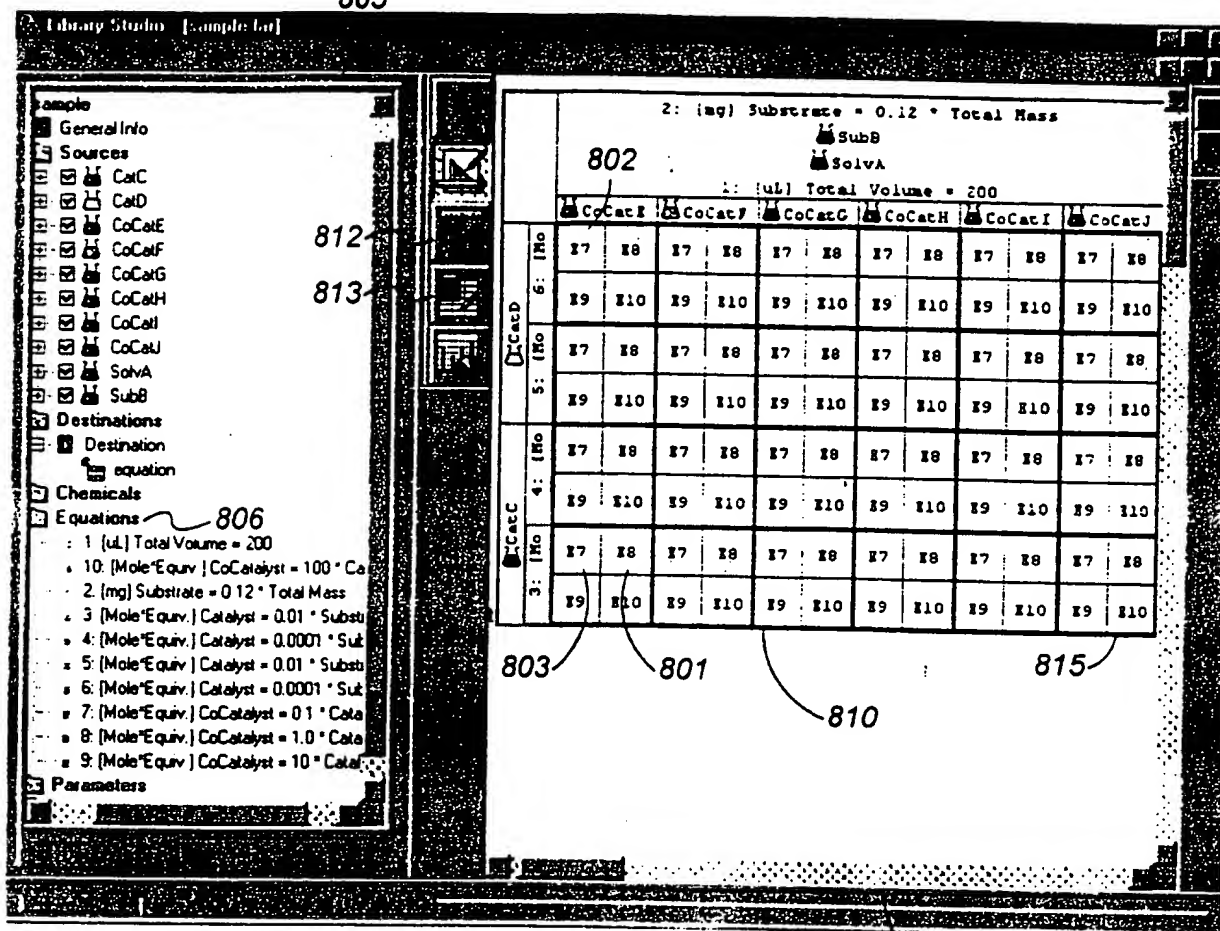 805
Library Studio [sample.lat]
sample
General Info
Sources
CatC
CatD
CoCatE
CoCatF
CoCatG
CoCatH
CoCatI
CoCatJ
SolvA
SubB
Destinations
Destination
equation
Chemicals
Equations 806
: 1 (uL) Total Volume = 200
10: (Mole*Equiv ) CoCatalyst = 100 * Ca
2. (mg) Substrate = 0 12 * Total Mass
3 (Mole*Equiv.) Catalyst = 0.01 * Substi
4: (Mole*Equiv.) Catalyst = 0.0001 * Sut
5: (Mole*Equiv.) Catalyst = 0.01 * Substi
6: (Mole*Equiv.) Catalyst = 0.0001 * Sut
7: (Mole*Equiv.) CoCatalyst = 0 1 * Cata
8: (Mole*Equiv.) CoCatalyst = 1.0 * Cata
9: (Mole*Equiv ) CoCatalyst = 10 * Catal
Parameters
812
813
2: (mg) Substrate = 0.12 * Total Mass
SubB
SolvA
802
1: (uL) Total Volume = 200
CoCatE CoCatF CoCatG CoCatH CoCatI CoCatJ
CatD
6: [Mo
E7 E8 E7 E8 E7 E8 E7 E8 E7 E8 E7 E8
E9 E10 E9 E10 E9 E10 E9 E10 E9 E10 E9 E10
5: [Mo
E7 E8 E7 E8 E7 E8 E7 E8 E7 E8 E7 E8
E9 E10 E9 E10 E9 E10 E9 E10 E9 E10 E9 E10
CatC
4: [Mo
E7 E8 E7 E8 E7 E8 E7 E8 E7 E8 E7 E8
E9 E10 E9 E10 E9 E10 E9 E10 E9 E10 E9 E10
3: [Mo
E7 E8 E7 E8 E7 E8 E7 E8 E7 E8 E7 E8
E9 E10 E9 E10 E9 E10 E9 E10 E9 E10 E9 E10
803 801 810 815